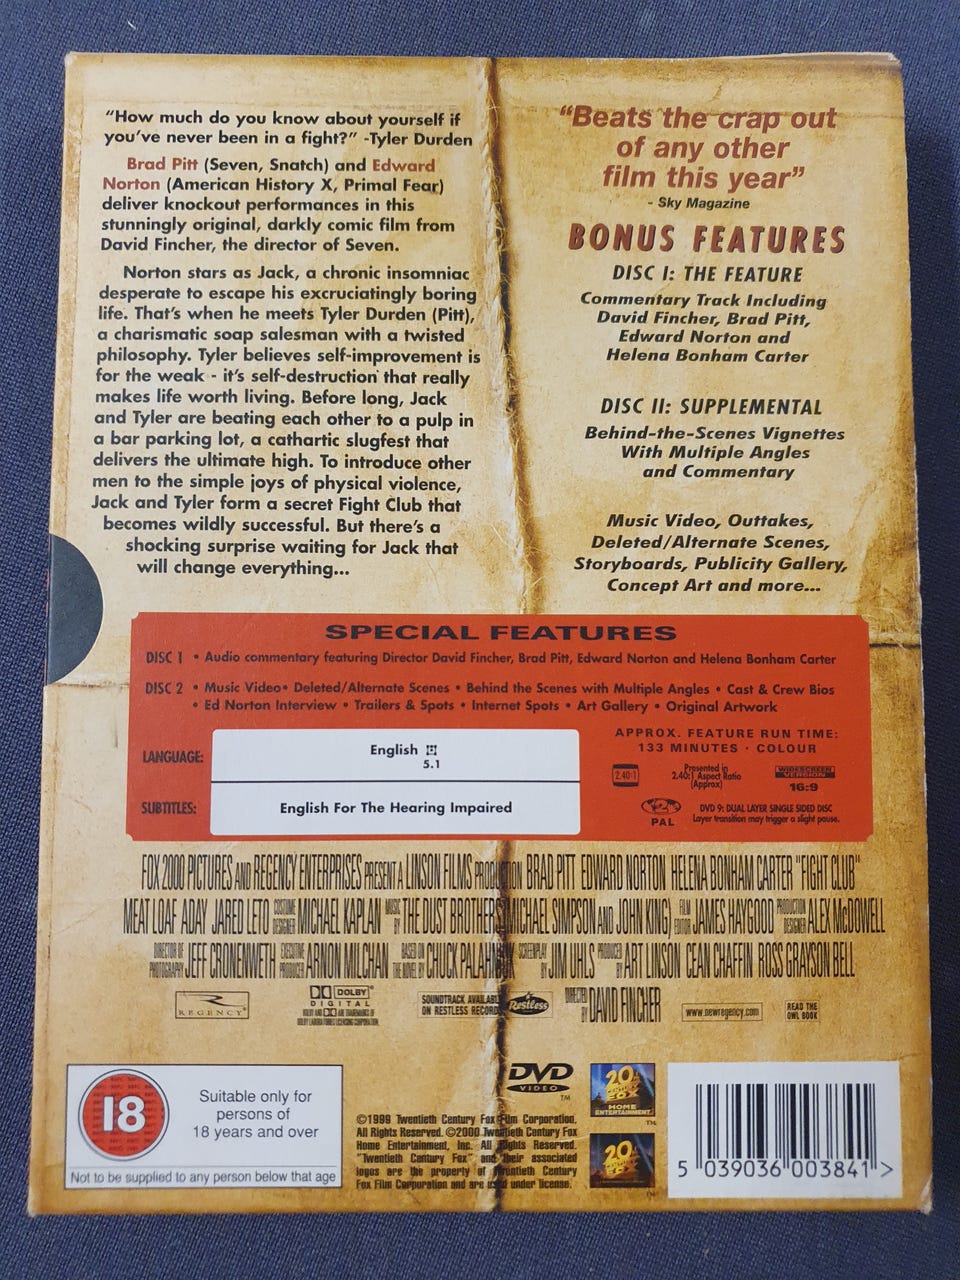 “How much do you know about yourself if
you’ve never been in a fight?” -Tyler Durden
Brad Pitt (Seven, Snatch) and Edward
Norton (American History X, Primal Fear)
deliver knockout performances in this
stunningly original, darkly comic film from
David Fincher, the director of Seven.
Norton stars as Jack, a chronic insomniac
desperate to escape his excruciatingly boring
life. That’s when he meets Tyler Durden (Pitt),
a charismatic soap salesman with a twisted
philosophy. Tyler believes self-improvement is
for the weak - it’s self-destruction that really
makes life worth living. Before long, Jack
and Tyler are beating each other to a pulp in
a bar parking lot, a cathartic slugfest that
delivers the ultimate high. To introduce other
men to the simple joys of physical violence,
Jack and Tyler form a secret Fight Club that
becomes wildly successful. But there’s a
shocking surprise waiting for Jack that
will change everything...
“Beats the crap out
of any other
film this year”
- Sky Magazine
BONUS FEATURES
DISC I: THE FEATURE
Commentary Track Including
David Fincher, Brad Pitt,
Edward Norton and
Helena Bonham Carter
DISC II: SUPPLEMENTAL
Behind-the-Scenes Vignettes
With Multiple Angles
and Commentary
Music Video, Outtakes,
Deleted/Alternate Scenes,
Storyboards, Publicity Gallery,
Concept Art and more...
SPECIAL FEATURES
DISC 1 • Audio commentary featuring Director David Fincher, Brad Pitt, Edward Norton and Helena Bonham Carter
DISC 2 • Music Video• Deleted/Alternate Scenes • Behind the Scenes with Multiple Angles • Cast & Crew Bios
• Ed Norton Interview • Trailers & Spots • Internet Spots • Art Gallery • Original Artwork
LANGUAGE:
English
5.1
SUBTITLES:
English For The Hearing Impaired
APPROX. FEATURE RUN TIME:
133 MINUTES · COLOUR
2.40:1
Presented in
2.40:1 Aspect Ratio
(Approx)
WIDESCREEN
VERSION
16:9
PAL
DVD 9: DUAL LAYER SINGLE SIDED DISC
Layer transition may trigger a slight pause.
FOX 2000 PICTURES AND REGENCY ENTERPRISES PRESENT A LINSON FILMS PRODUCTION BRAD PITT EDWARD NORTON HELENA BONHAM CARTER "FIGHT CLUB"
MEAT LOAF ADAY JARED LETO COSTUME DESIGNER MICHAEL KAPLAN MUSIC BY THE DUST BROTHERS (MICHAEL SIMPSON AND JOHN KING) FILM EDITOR JAMES HAYGOOD PRODUCTION DESIGNER ALEX McDOWELL
DIRECTOR OF PHOTOGRAPHY JEFF CRONENWETH EXECUTIVE PRODUCER ARNON MILCHAN BASED ON THE NOVEL BY CHUCK PALAHNIUK SCREENPLAY BY JIM UHLS PRODUCED BY ART LINSON CEAN CHAFFIN ROSS GRAYSON BELL
REGENCY
DOLBY
DIGITAL
DOLBY AND ARE TRADEMARKS OF
DOLBY LABORATORIES LICENSING CORPORATION.
SOUNDTRACK AVAILABLE
ON RESTLESS RECORDS
Restless
DIRECTED BY DAVID FINCHER
www.newregency.com
READ THE
OWL BOOK
18
Suitable only for
persons of
18 years and over
Not to be supplied to any person below that age
DVD
VIDEO
TM
©1999 Twentieth Century Fox Film Corporation.
All Rights Reserved. ©2000 Twentieth Century Fox
Home Entertainment, Inc. All Rights Reserved.
"Twentieth Century Fox" and their associated
logos are the property of Twentieth Century
Fox Film Corporation and are used under license.
20
CENTURY
FOX
HOME
ENTERTAINMENT
TM
20
CENTURY
FOX
TM
5 039036 003841 >